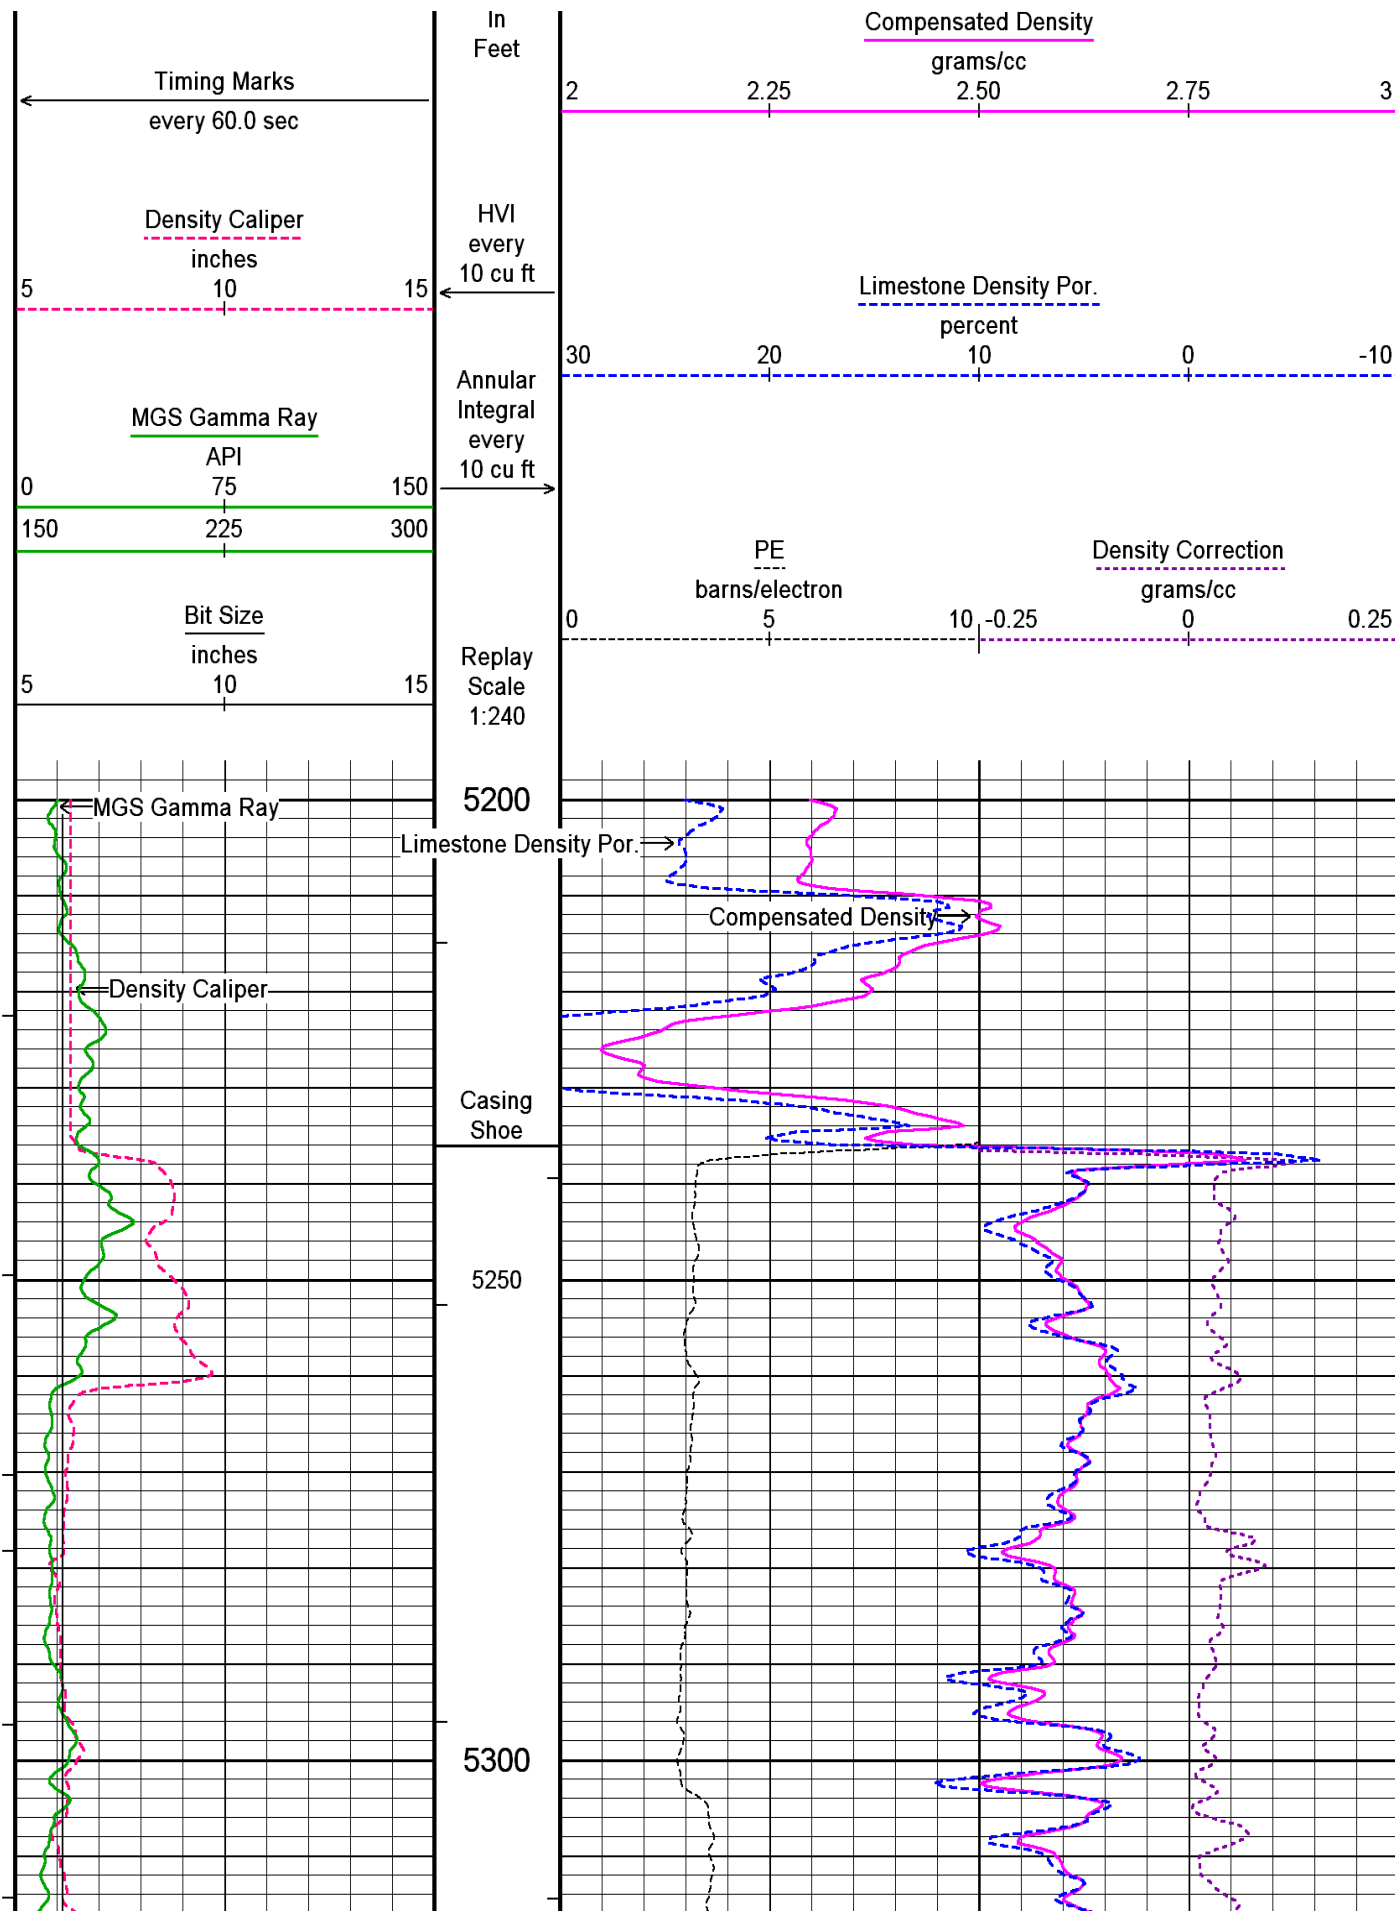 In
Feet
Compensated Density
grams/cc
2 2.25 2.50 2.75 3
Timing Marks
every 60.0 sec
Density Caliper
inches
5 10 15
HVI
every
10 cu ft
Limestone Density Por.
percent
30 20 10 0 -10
Annular
Integral
every
10 cu ft
MGS Gamma Ray
API
0 75 150
150 225 300
PE
barns/electron
0 5 10
Density Correction
grams/cc
-0.25 0 0.25
Bit Size
inches
5 10 15
Replay
Scale
1:240
5200
MGS Gamma Ray
Limestone Density Por.
Compensated Density
Density Caliper
Casing
Shoe
5250
5300